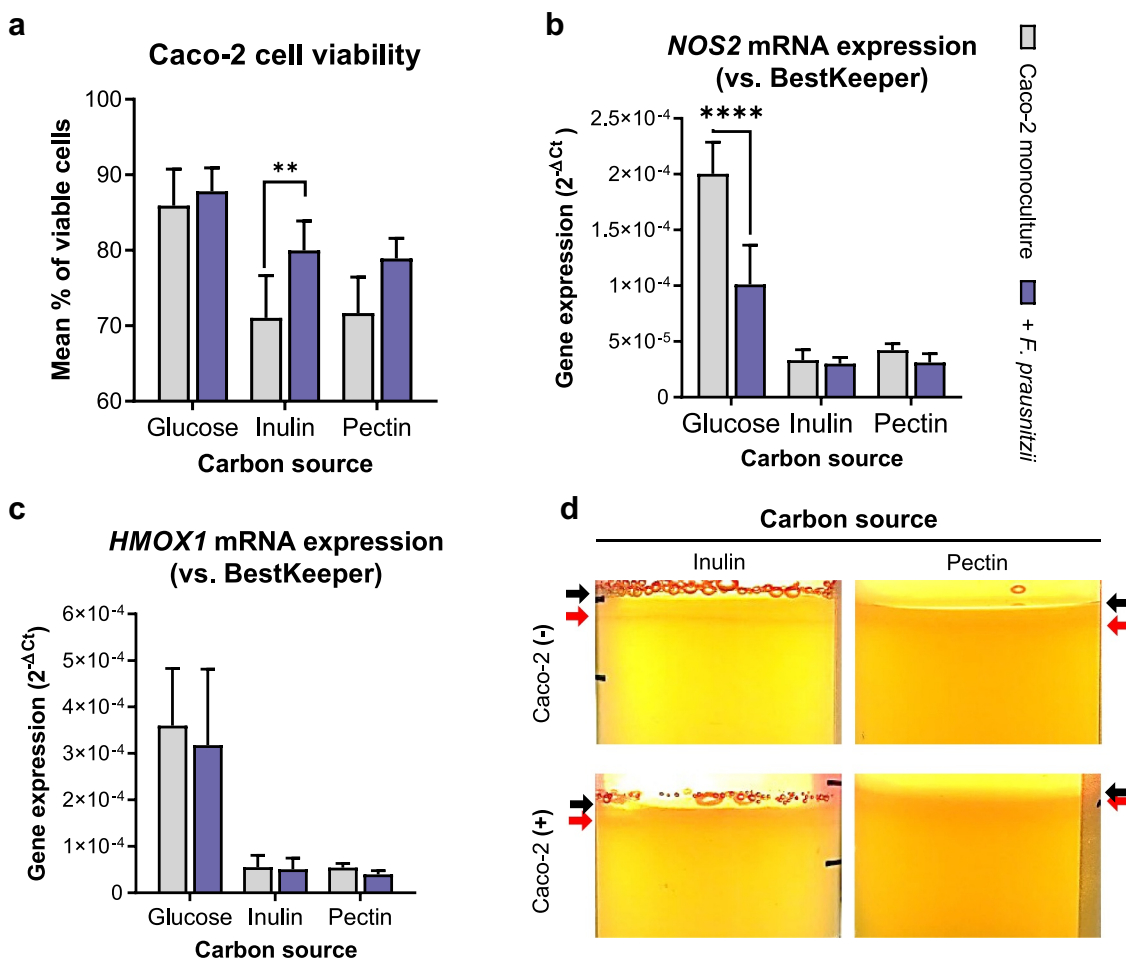 a
Caco-2 cell viability
Mean % of viable cells
100
90
80
70
60
**
Glucose Inulin Pectin
Carbon source
b
NOS2 mRNA expression
(vs. BestKeeper)
Gene expression (2^-ΔCt)
2.5×10^-4
2×10^-4
1.5×10^-4
1×10^-4
5×10^-5
0
****
Glucose Inulin Pectin
Carbon source
Caco-2 monoculture
+ F. prausnitzii
c
HMOX1 mRNA expression
(vs. BestKeeper)
Gene expression (2^-ΔCt)
6×10^-4
5×10^-4
4×10^-4
3×10^-4
2×10^-4
1×10^-4
0
Glucose Inulin Pectin
Carbon source
d
Carbon source
Inulin Pectin
Caco-2 (-)
Caco-2 (+)